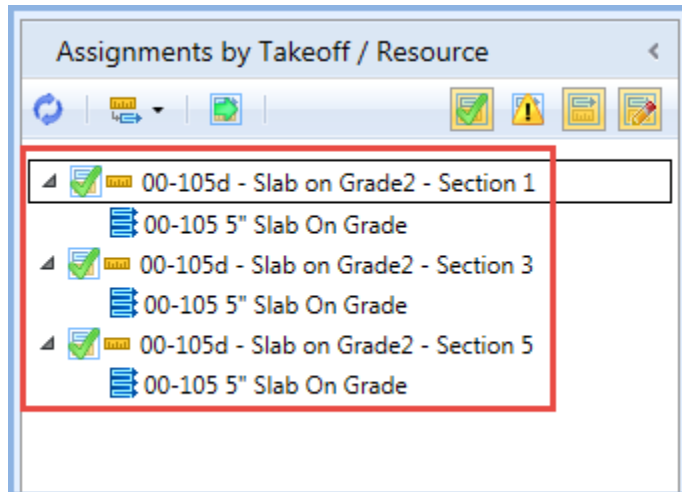 Assignments by Takeoff / Resource
00-105d - Slab on Grade2 - Section 1
00-105 5" Slab On Grade
00-105d - Slab on Grade2 - Section 3
00-105 5" Slab On Grade
00-105d - Slab on Grade2 - Section 5
00-105 5" Slab On Grade